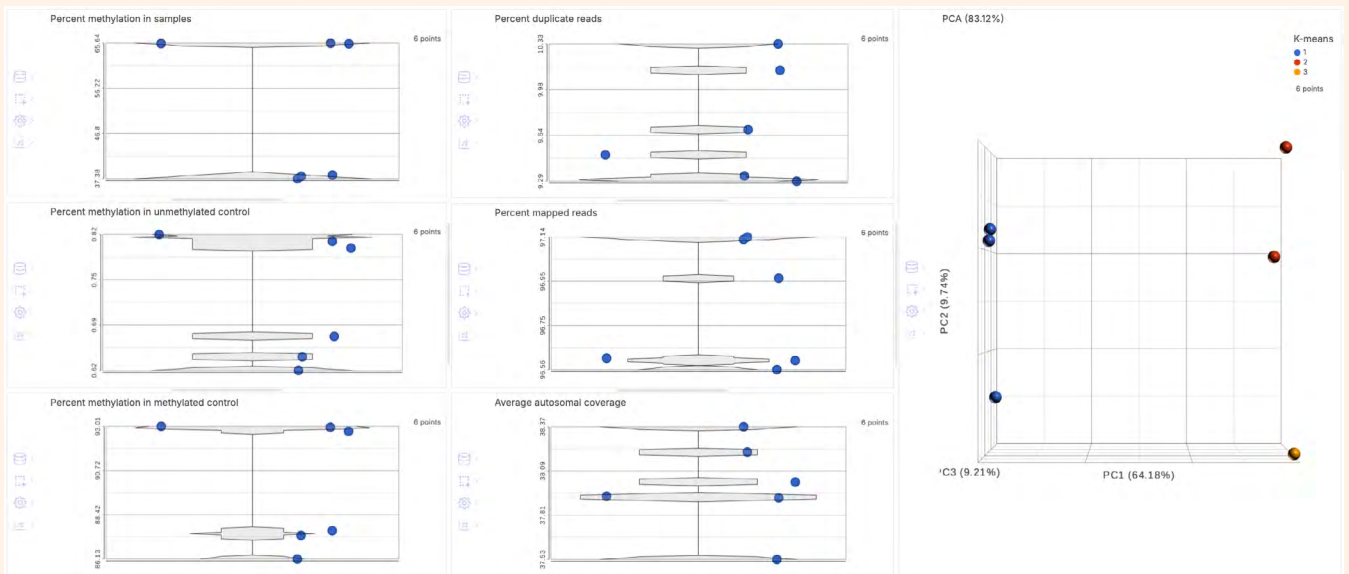 Percent methylation in samples
6 points
65.64
56.22
46.8
37.38
Percent duplicate reads
6 points
10.33
9.98
9.64
9.29
PCA (83.12%)
K-means
1
2
3
6 points
PC2 (9.74%)
'C3 (9.21%)
PC1 (64.18%)
Percent methylation in unmethylated control
6 points
0.82
0.75
0.69
0.62
Percent mapped reads
6 points
97.14
96.95
96.75
96.56
Percent methylation in methylated control
6 points
93.01
90.72
88.42
86.13
Average autosomal coverage
6 points
38.37
38.09
37.81
37.53